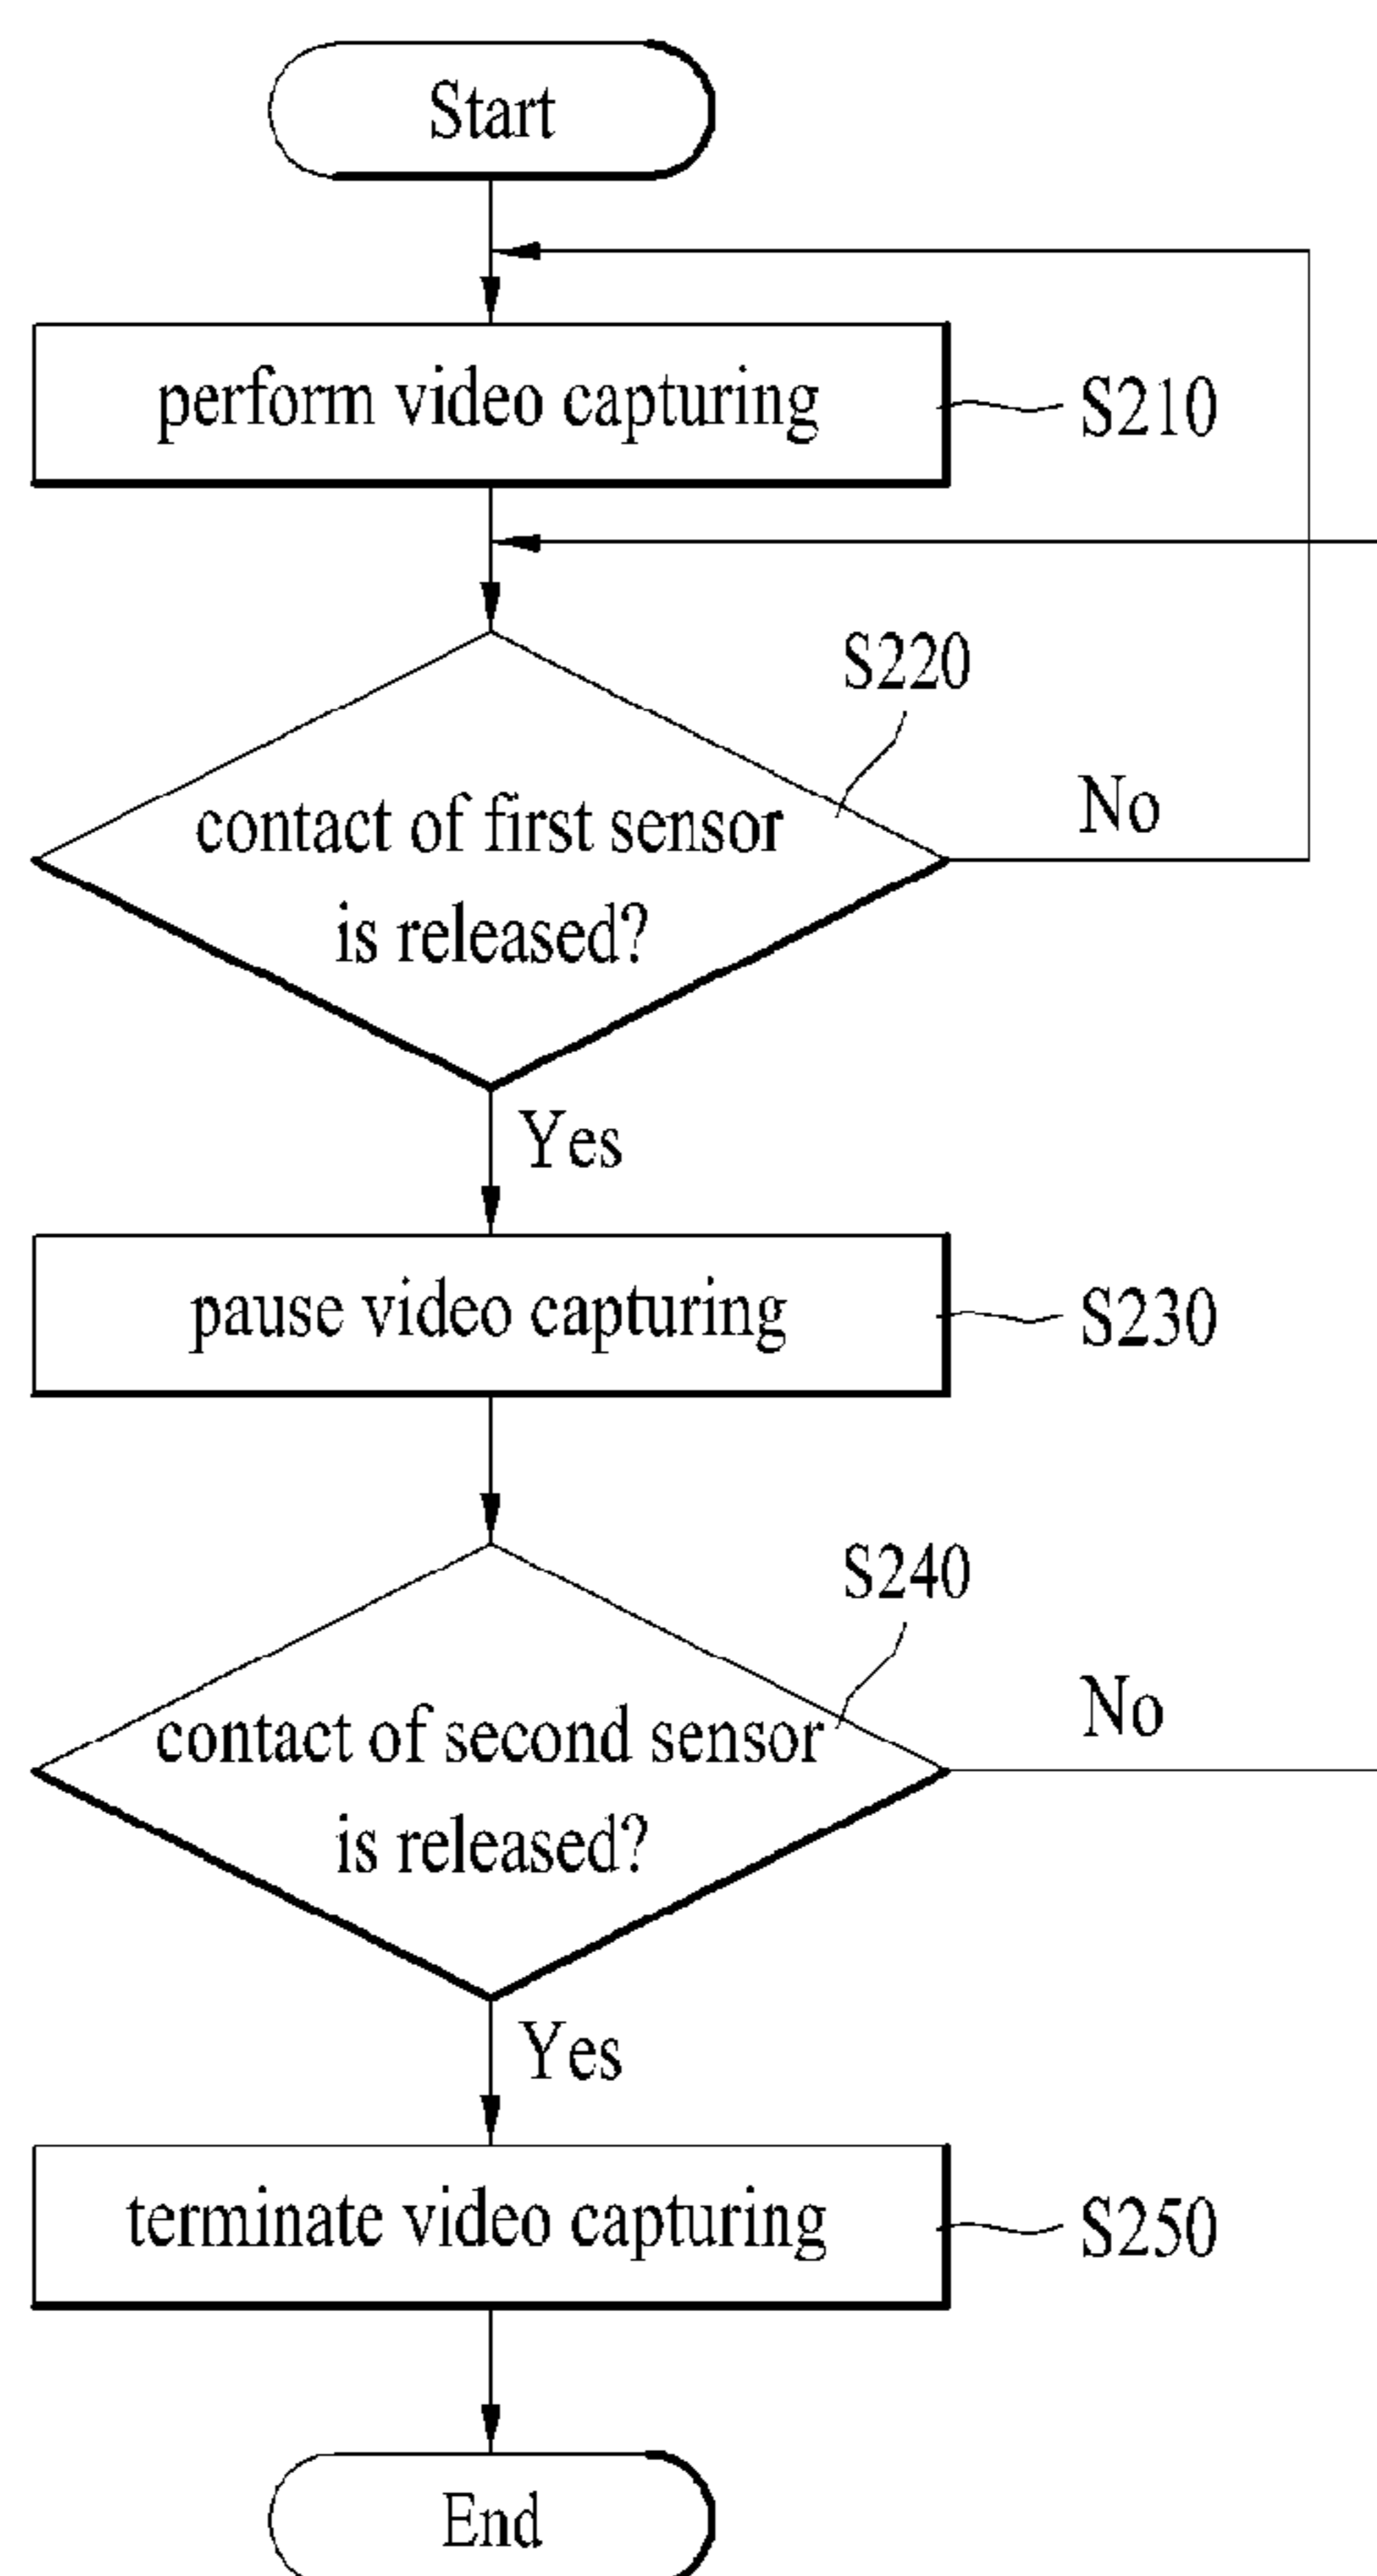 Start
perform video capturing
S210
S220
contact of first sensor
is released?
No
Yes
pause video capturing
S230
S240
contact of second sensor
is released?
No
Yes
terminate video capturing
S250
End